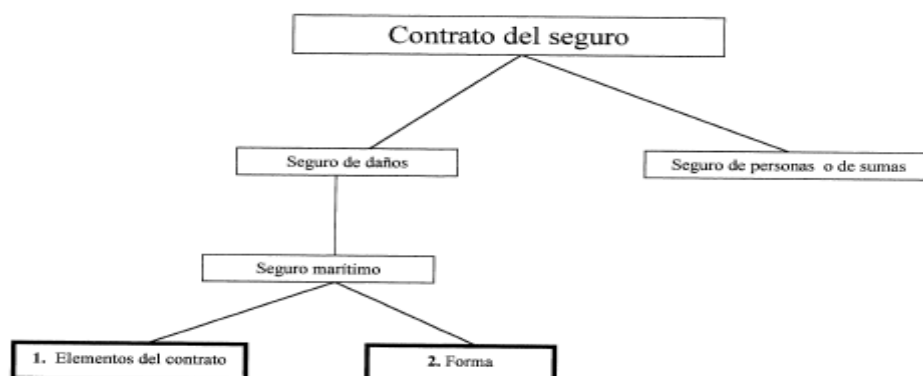 Contrato del seguro
Seguro de daños
Seguro de personas o de sumas
Seguro marítimo
1. Elementos del contrato
2. Forma